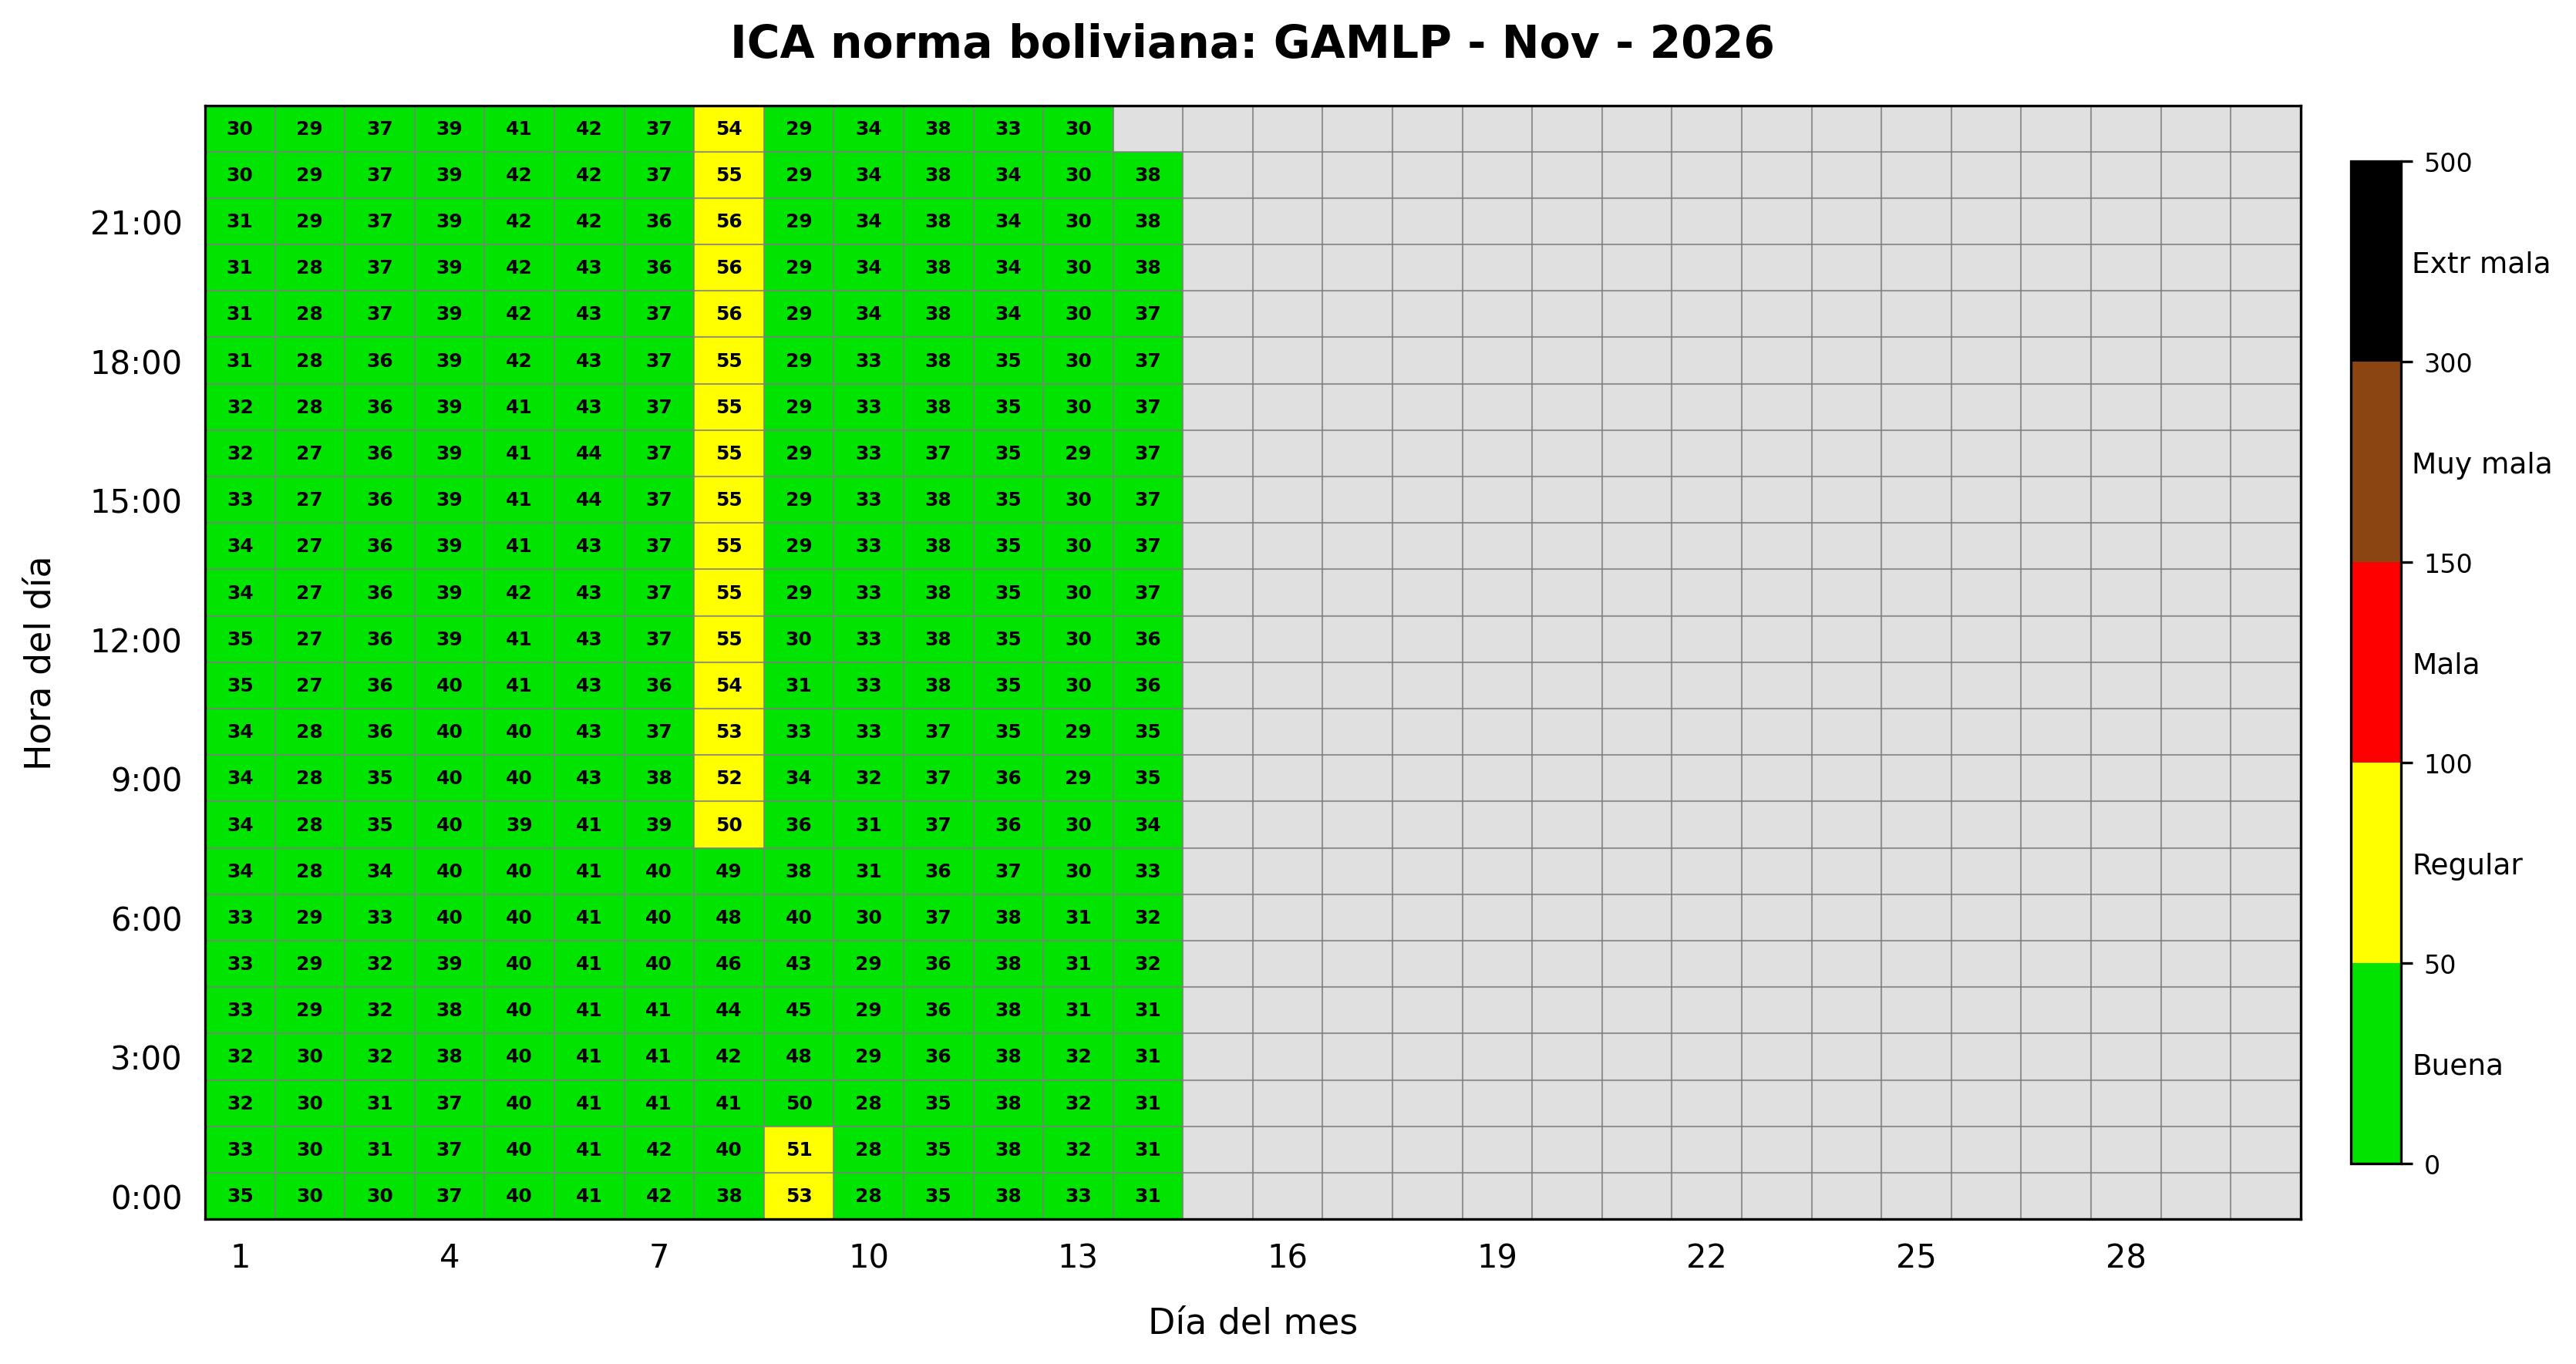 ICA norma boliviana: GAMLP - Nov - 2026
30 29 37 39 41 42 37 54 29 34 38 33 30
30 29 37 39 42 42 37 55 29 34 38 34 30 38
21:00 31 29 37 39 42 42 36 56 29 34 38 34 30 38
31 28 37 39 42 43 36 56 29 34 38 34 30 38
31 28 37 39 42 43 37 56 29 34 38 34 30 37
18:00 31 28 36 39 42 43 37 55 29 33 38 35 30 37
32 28 36 39 41 43 37 55 29 33 38 35 30 37
32 27 36 39 41 44 37 55 29 33 37 35 29 37
15:00 33 27 36 39 41 44 37 55 29 33 38 35 30 37
34 27 36 39 41 43 37 55 29 33 38 35 30 37
34 27 36 39 42 43 37 55 29 33 38 35 30 37
12:00 35 27 36 39 41 43 37 55 30 33 38 35 30 36
35 27 36 40 41 43 36 54 31 33 38 35 30 36
34 28 36 40 40 43 37 53 33 33 37 35 29 35
9:00 34 28 35 40 40 43 38 52 34 32 37 36 29 35
34 28 35 40 39 41 39 50 36 31 37 36 30 34
34 28 34 40 40 41 40 49 38 31 36 37 30 33
6:00 33 29 33 40 40 41 40 48 40 30 37 38 31 32
33 29 32 39 40 41 40 46 43 29 36 38 31 32
33 29 32 38 40 41 41 44 45 29 36 38 31 31
3:00 32 30 32 38 40 41 41 42 48 29 36 38 32 31
32 30 31 37 40 41 41 41 50 28 35 38 32 31
33 30 31 37 40 41 42 40 51 28 35 38 32 31
0:00 35 30 30 37 40 41 42 38 53 28 35 38 33 31
1 4 7 10 13 16 19 22 25 28
Día del mes
Hora del día
500
Extr mala
300
Muy mala
150
Mala
100
Regular
50
Buena
0